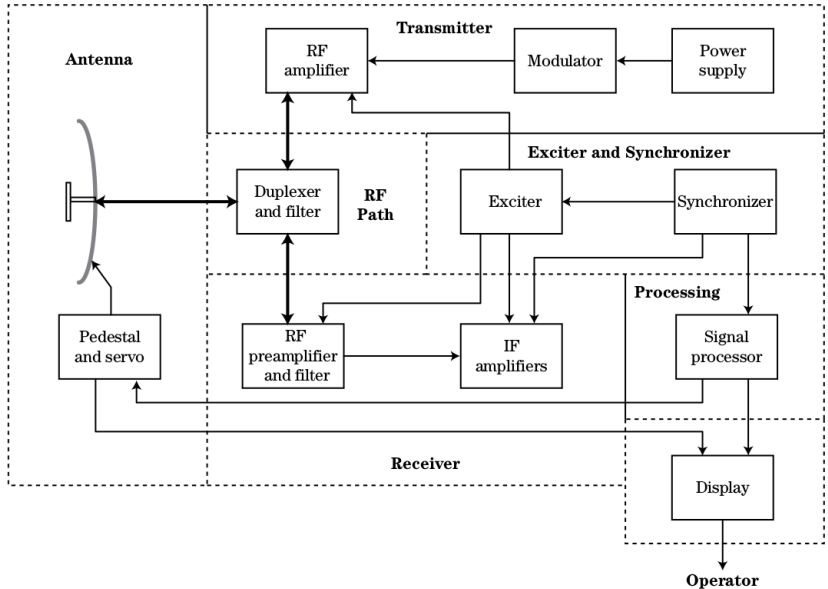 Transmitter
Antenna
RF
amplifier
Modulator
Power
supply
Exciter and Synchronizer
Duplexer
and filter
RF
Path
Exciter
Synchronizer
Processing
Pedestal
and servo
RF
preamplifier
and filter
IF
amplifiers
Signal
processor
Receiver
Display
Operator